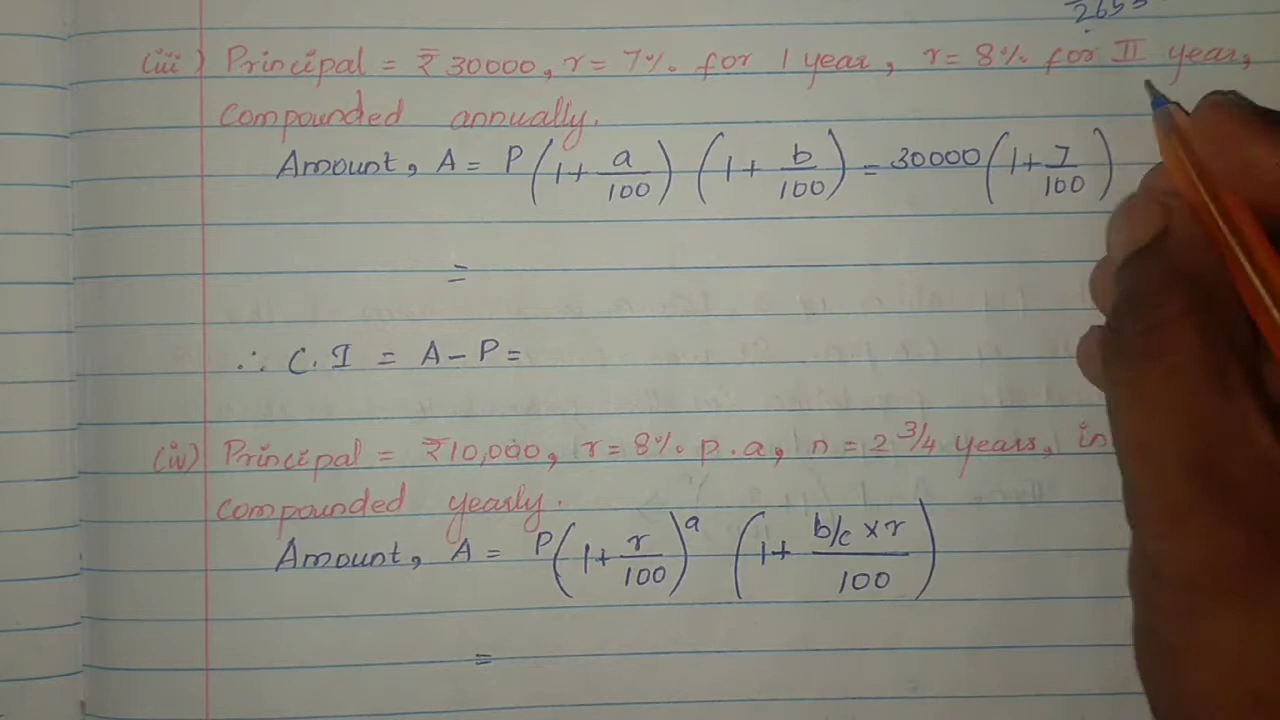 (iii) Principal = ₹ 30000, r = 7% for 1 year, r = 8% for II year,
compounded annually.
Amount, A = P(1 + a/100) (1 + b/100) = 30000(1 + 7/100)
=
∴ C.I = A - P =
(iv) Principal = ₹10,000, r = 8% p.a, n = 2 3/4 years, in
compounded yearly.
Amount, A = P(1 + r/100)^a (1 + b/c × r/100)
=